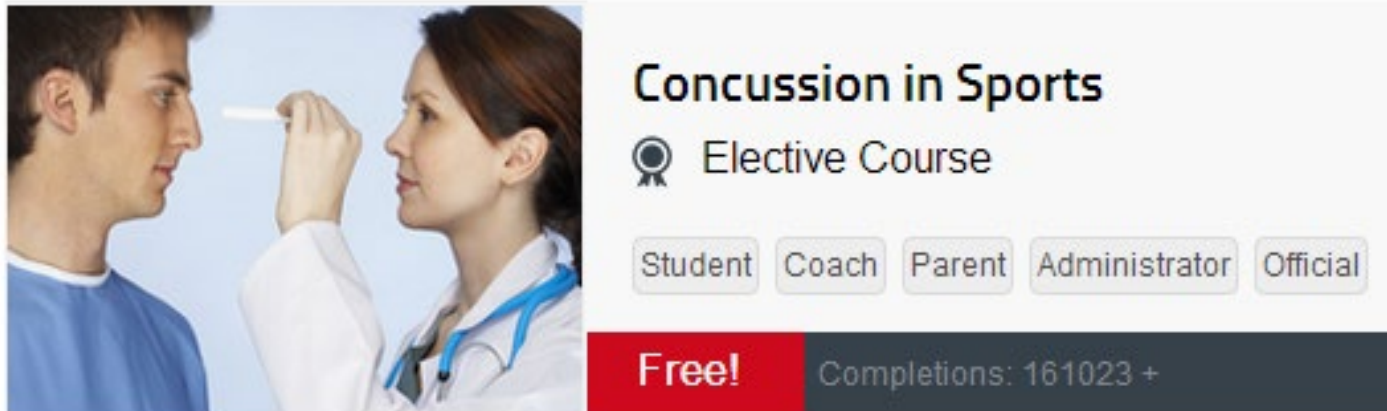 Concussion in Sports
Elective Course
Student Coach Parent Administrator Official
Free! Completions: 161023 +